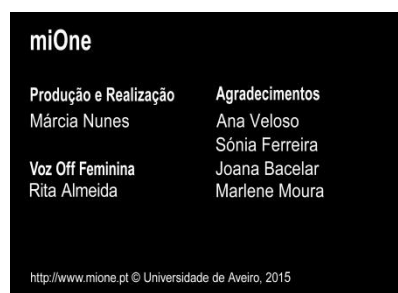 miOne
Produção e Realização
Márcia Nunes
Voz Off Feminina
Rita Almeida
Agradecimentos
Ana Veloso
Sónia Ferreira
Joana Bacelar
Marlene Moura
http://www.mione.pt © Universidade de Aveiro, 2015